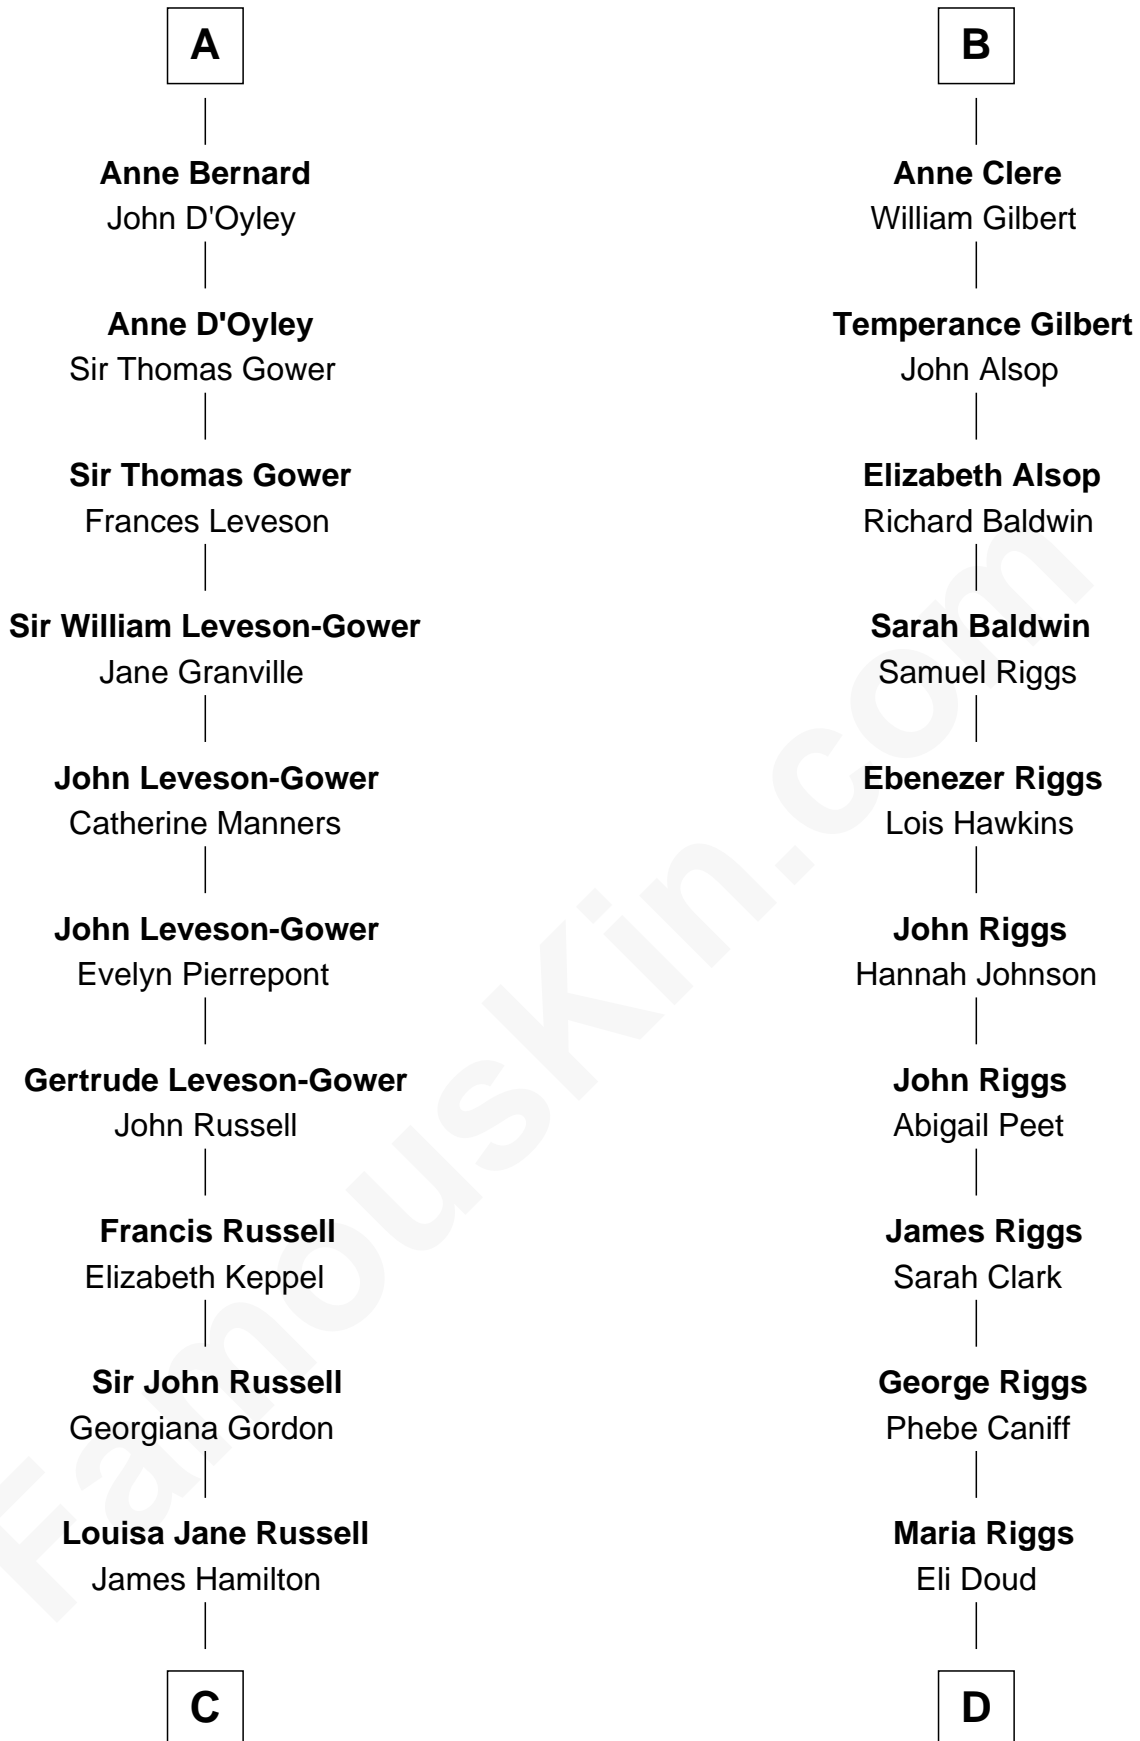 A
Anne Bernard
John D'Oyley
Anne D'Oyley
Sir Thomas Gower
Sir Thomas Gower
Frances Leveson
Sir William Leveson-Gower
Jane Granville
John Leveson-Gower
Catherine Manners
John Leveson-Gower
Evelyn Pierrepont
Gertrude Leveson-Gower
John Russell
Francis Russell
Elizabeth Keppel
Sir John Russell
Georgiana Gordon
Louisa Jane Russell
James Hamilton
C
B
Anne Clere
William Gilbert
Temperance Gilbert
John Alsop
Elizabeth Alsop
Richard Baldwin
Sarah Baldwin
Samuel Riggs
Ebenezer Riggs
Lois Hawkins
John Riggs
Hannah Johnson
John Riggs
Abigail Peet
James Riggs
Sarah Clark
George Riggs
Phebe Caniff
Maria Riggs
Eli Doud
D
FamousKin.com